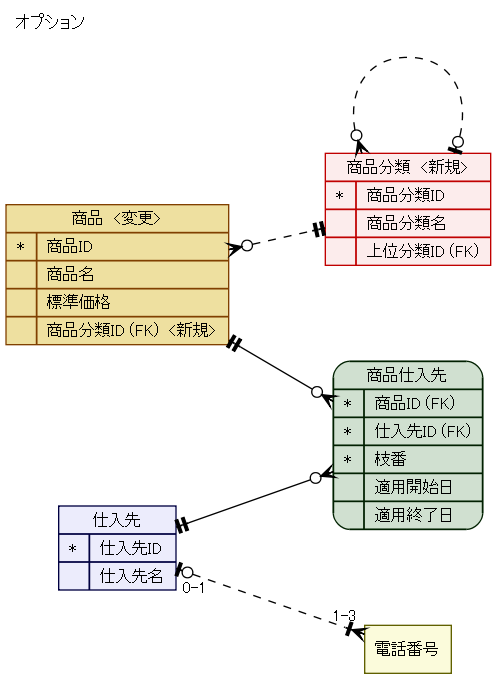 オプション
商品分類 <新規>
* 商品分類ID
商品分類名
上位分類ID(FK)
商品 <変更>
* 商品ID
商品名
標準価格
商品分類ID(FK) <新規>
商品仕入先
* 商品ID(FK)
* 仕入先ID(FK)
* 枝番
適用開始日
適用終了日
仕入先
* 仕入先ID
仕入先名
0-1
1-3
電話番号